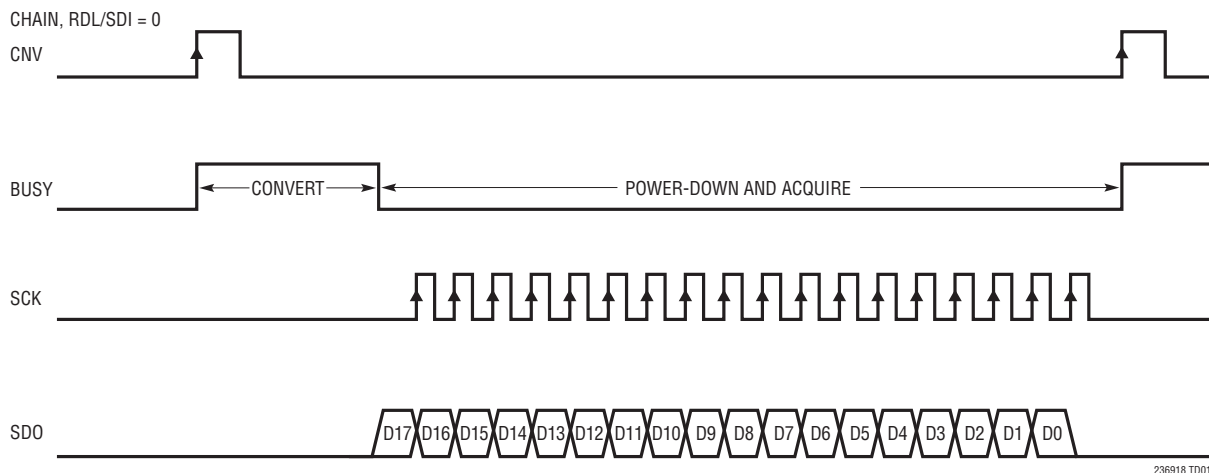 CHAIN, RDL/SDI = 0
CNV
BUSY
CONVERT
POWER-DOWN AND ACQUIRE
SCK
SDO
D17 D16 D15 D14 D13 D12 D11 D10 D9 D8 D7 D6 D5 D4 D3 D2 D1 D0
236918 TD01